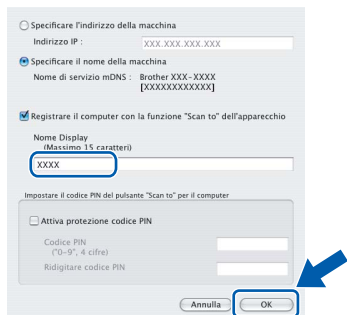 Specificare l'indirizzo della macchina
Indirizzo IP : XXX.XXX.XXX.XXX
Specificare il nome della macchina
Nome di servizio mDNS : Brother XXX-XXXX
[XXXXXXXXXXXX]
Registrare il computer con la funzione "Scan to" dell'apparecchio
Nome Display
(Massimo 15 caratteri)
XXXX
Impostare il codice PIN del pulsante "Scan to" per il computer
Attiva protezione codice PIN
Codice PIN
("0-9", 4 cifre)
Ridigitare codice PIN
Annulla OK